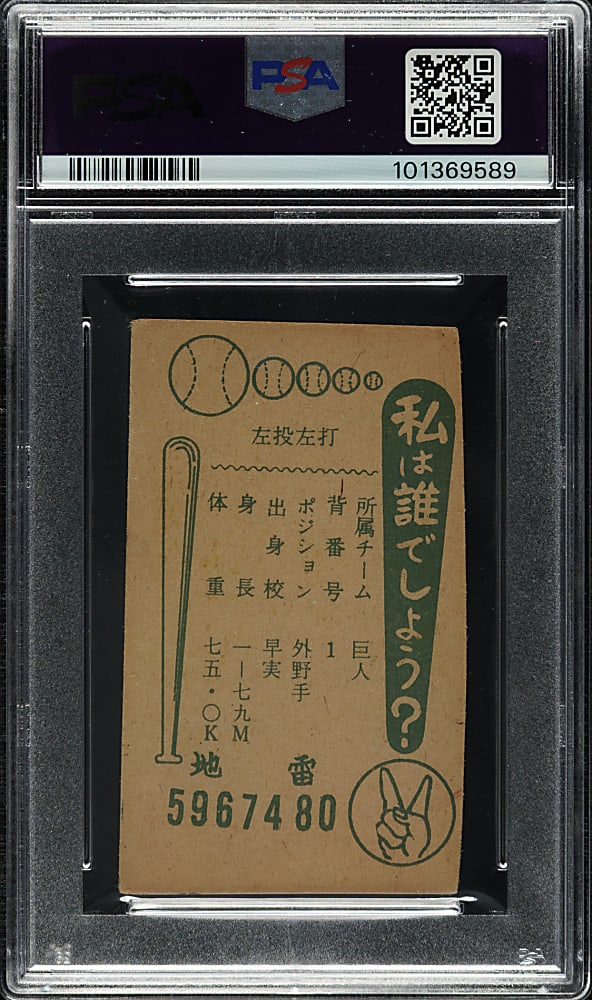 PSA
PSA
101369589
左投左打
私は誰でしょう?
所属チーム 巨人
背番号 1
ポジション 外野手
出身校 早実
身長 一―七九M
体重 七五・〇K
地 雷
5967480